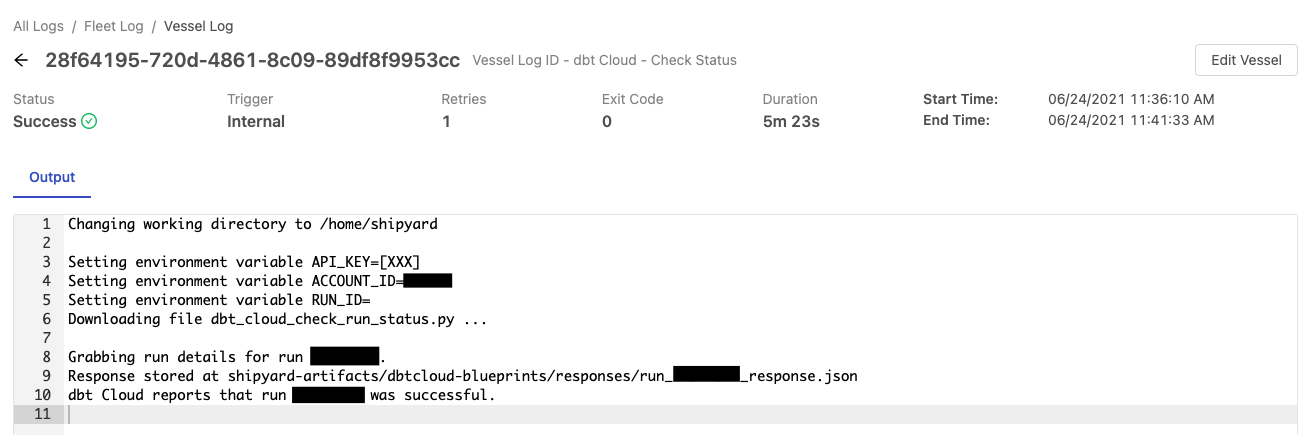 All Logs / Fleet Log / Vessel Log
28f64195-720d-4861-8c09-89df8f9953cc Vessel Log ID - dbt Cloud - Check Status Edit Vessel
Status Trigger Retries Exit Code Duration Start Time: 06/24/2021 11:36:10 AM
Success Internal 1 0 5m 23s End Time: 06/24/2021 11:41:33 AM
Output
1 Changing working directory to /home/shipyard
2
3 Setting environment variable API_KEY=[XXX]
4 Setting environment variable ACCOUNT_ID=
5 Setting environment variable RUN_ID=
6 Downloading file dbt_cloud_check_run_status.py ...
7
8 Grabbing run details for run .
9 Response stored at shipyard-artifacts/dbtcloud-blueprints/responses/run_ _response.json
10 dbt Cloud reports that run was successful.
11